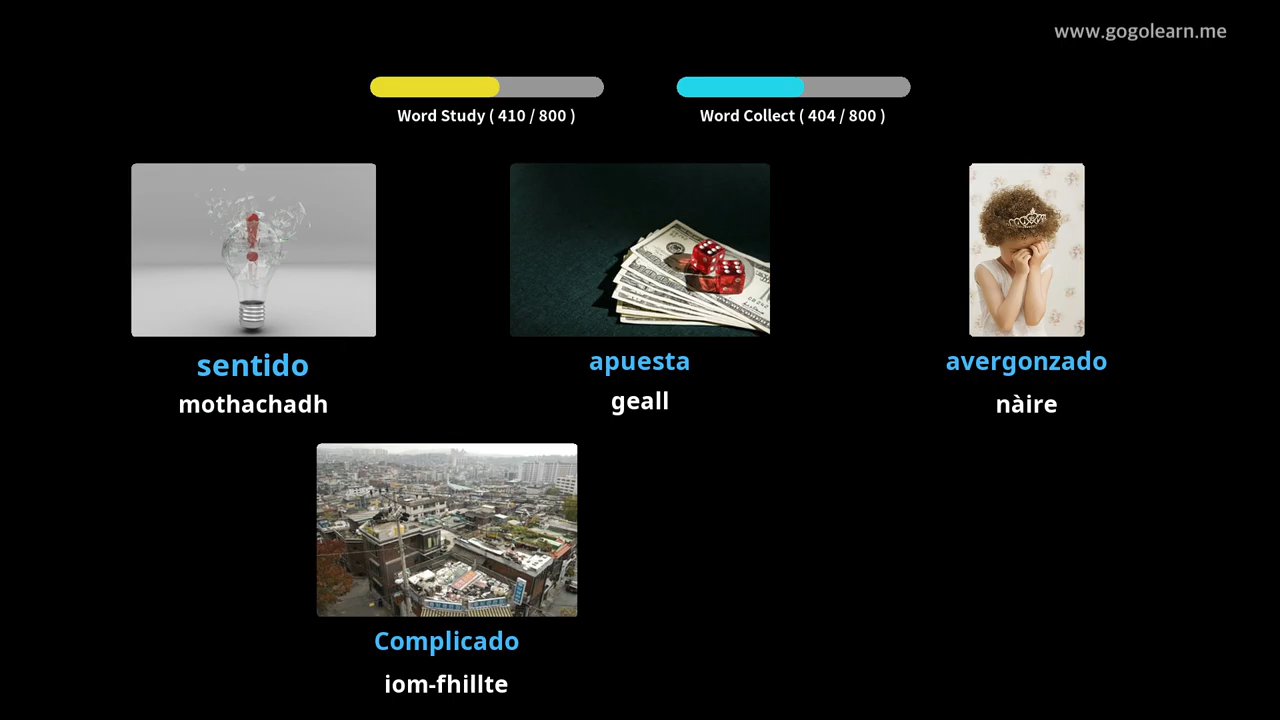 www.gogolearn.me
Word Study ( 410 / 800 )
Word Collect ( 404 / 800 )
sentido
mothachadh
apuesta
geall
avergonzado
nàire
Complicado
iom-fhillte